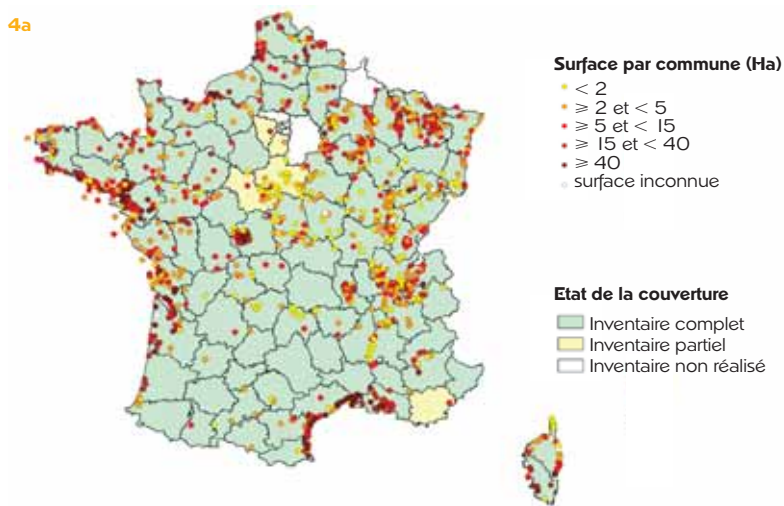 4a
Surface par commune (Ha)
< 2
≥ 2 et < 5
≥ 5 et < 15
≥ 15 et < 40
≥ 40
surface inconnue
Etat de la couverture
Inventaire complet
Inventaire partiel
Inventaire non réalisé